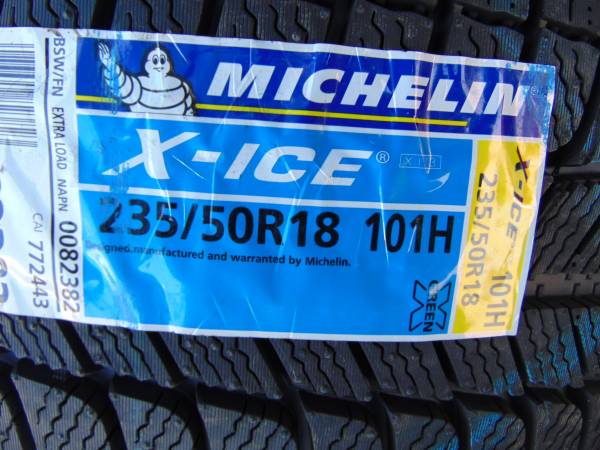 MICHELIN
X-ICE®
235/50R18 101H
Designed, manufactured and warranted by Michelin.
GREEN X
X-ICE
235/50R18 101H
BSW/FN EXTRA LOAD NAPN 0082382
CAI 772443